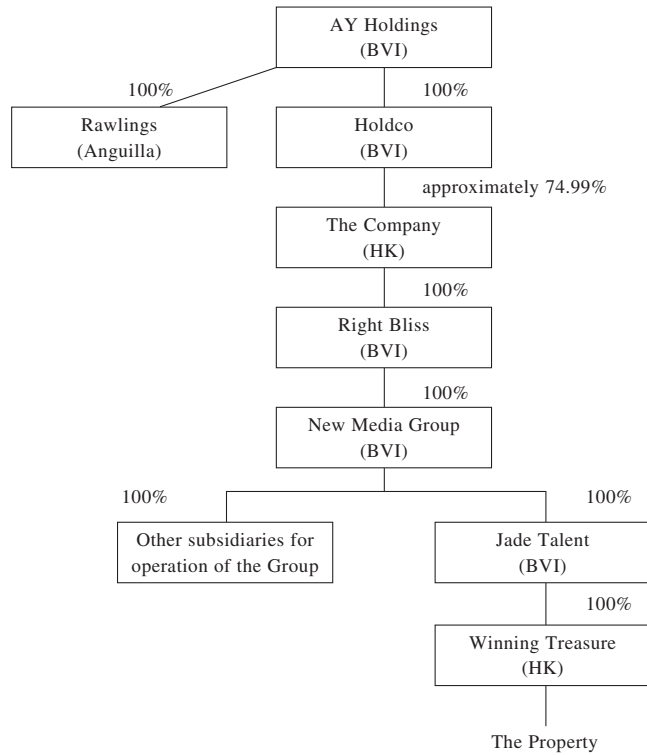 AY Holdings
(BVI)
100%
100%
Rawlings
(Anguilla)
Holdco
(BVI)
approximately 74.99%
The Company
(HK)
100%
Right Bliss
(BVI)
100%
New Media Group
(BVI)
100%
100%
Other subsidiaries for
operation of the Group
Jade Talent
(BVI)
100%
Winning Treasure
(HK)
The Property